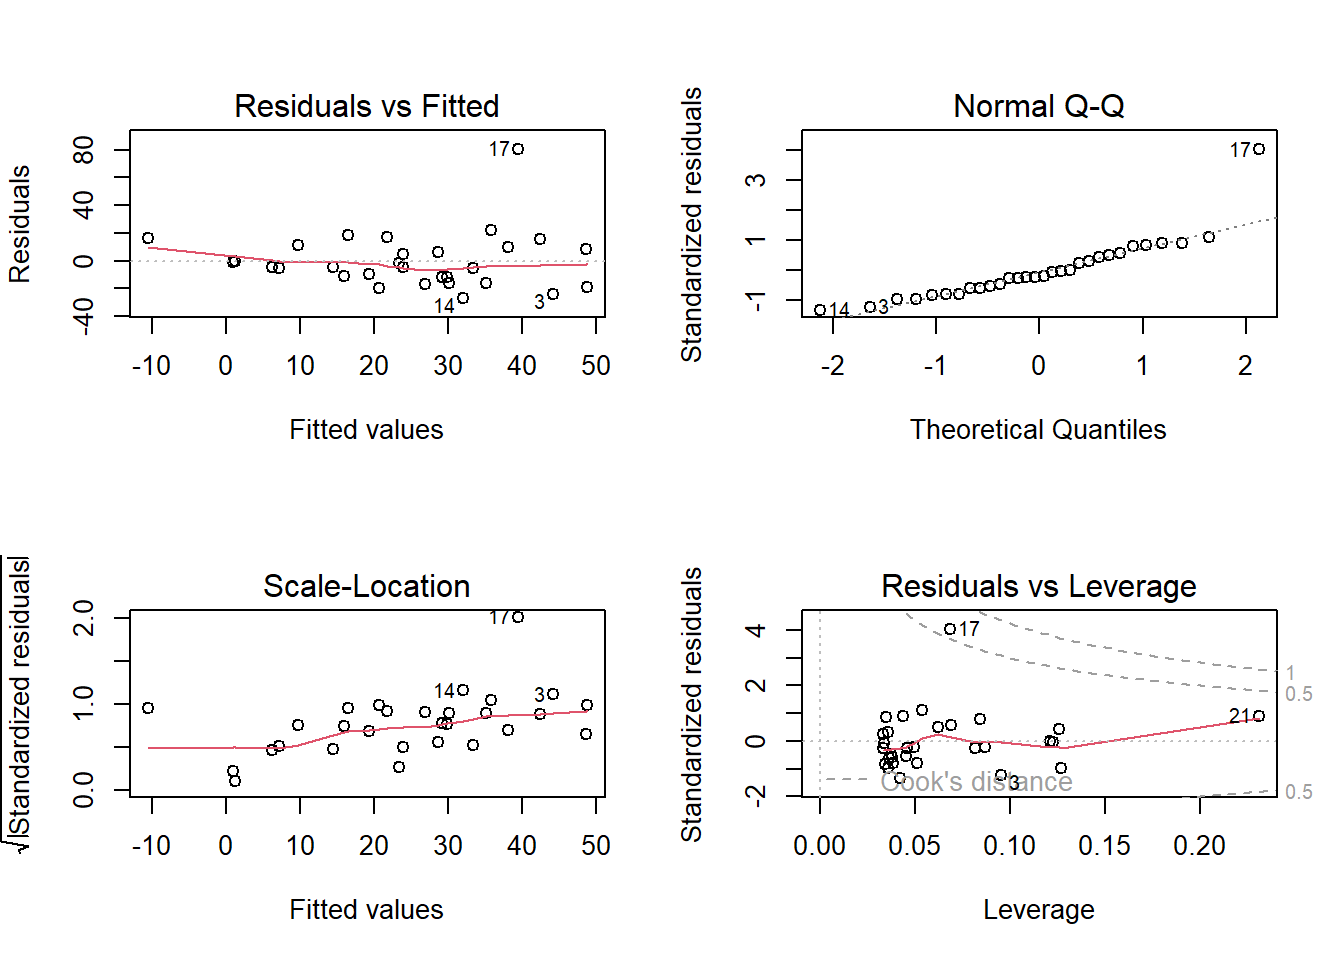 Residuals vs Fitted
Residuals
80
40
0
-40
17
14
3
-10 0 10 20 30 40 50
Fitted values
Normal Q-Q
Standardized residuals
3
1
-1
17
14
3
-2 -1 0 1 2
Theoretical Quantiles
Scale-Location
√|Standardized residuals|
2.0
1.0
0.0
17
14
3
-10 0 10 20 30 40 50
Fitted values
Residuals vs Leverage
Standardized residuals
4
2
0
-2
17
1
0.5
21
3
Cook's distance
0.5
0.00 0.05 0.10 0.15 0.20
Leverage